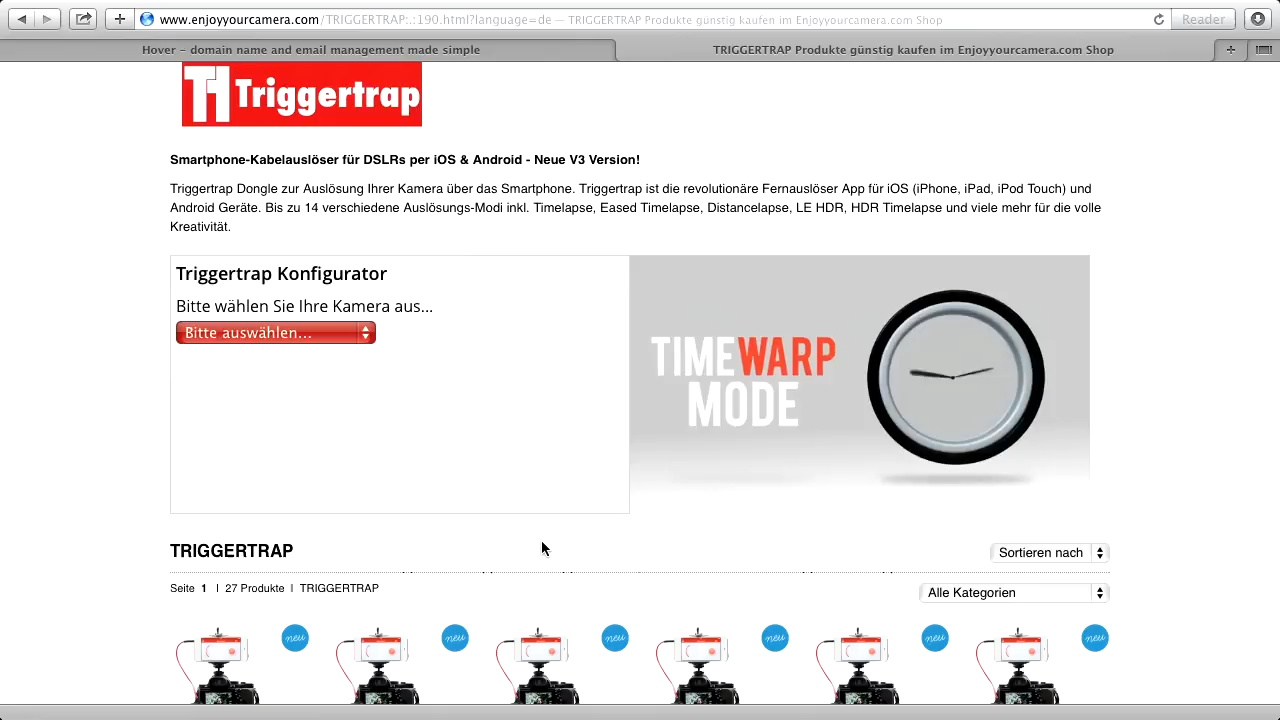 www.enjoyyourcamera.com/TRIGGERTRAP:.:190.html?language=de — TRIGGERTRAP Produkte günstig kaufen im Enjoyyourcamera.com Shop
Reader
Hover – domain name and email management made simple
TRIGGERTRAP Produkte günstig kaufen im Enjoyyourcamera.com Shop
Triggertrap
Smartphone-Kabelauslöser für DSLRs per iOS & Android - Neue V3 Version!
Triggertrap Dongle zur Auslösung Ihrer Kamera über das Smartphone. Triggertrap ist die revolutionäre Fernauslöser App für iOS (iPhone, iPad, iPod Touch) und
Android Geräte. Bis zu 14 verschiedene Auslösungs-Modi inkl. Timelapse, Eased Timelapse, Distancelapse, LE HDR, HDR Timelapse und viele mehr für die volle
Kreativität.
Triggertrap Konfigurator
Bitte wählen Sie Ihre Kamera aus...
Bitte auswählen...
TIMEWARP
MODE
TRIGGERTRAP
Sortieren nach
Seite 1 | 27 Produkte | TRIGGERTRAP
Alle Kategorien
neu neu neu neu neu neu